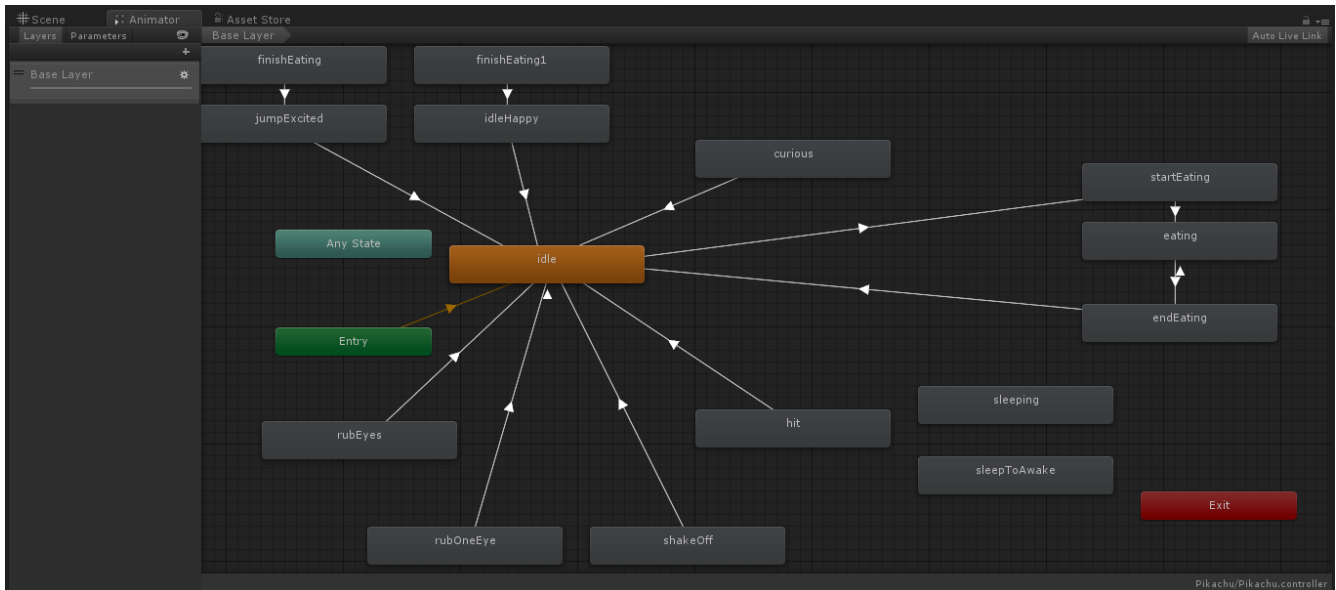 Scene
Animator
Asset Store
Layers
Parameters
Base Layer
Auto Live Link
Base Layer
finishEating
finishEating1
jumpExcited
idleHappy
curious
startEating
Any State
eating
idle
endEating
Entry
sleeping
rubEyes
hit
sleepToAwake
Exit
rubOneEye
shakeOff
Pikachu/Pikachu.controller